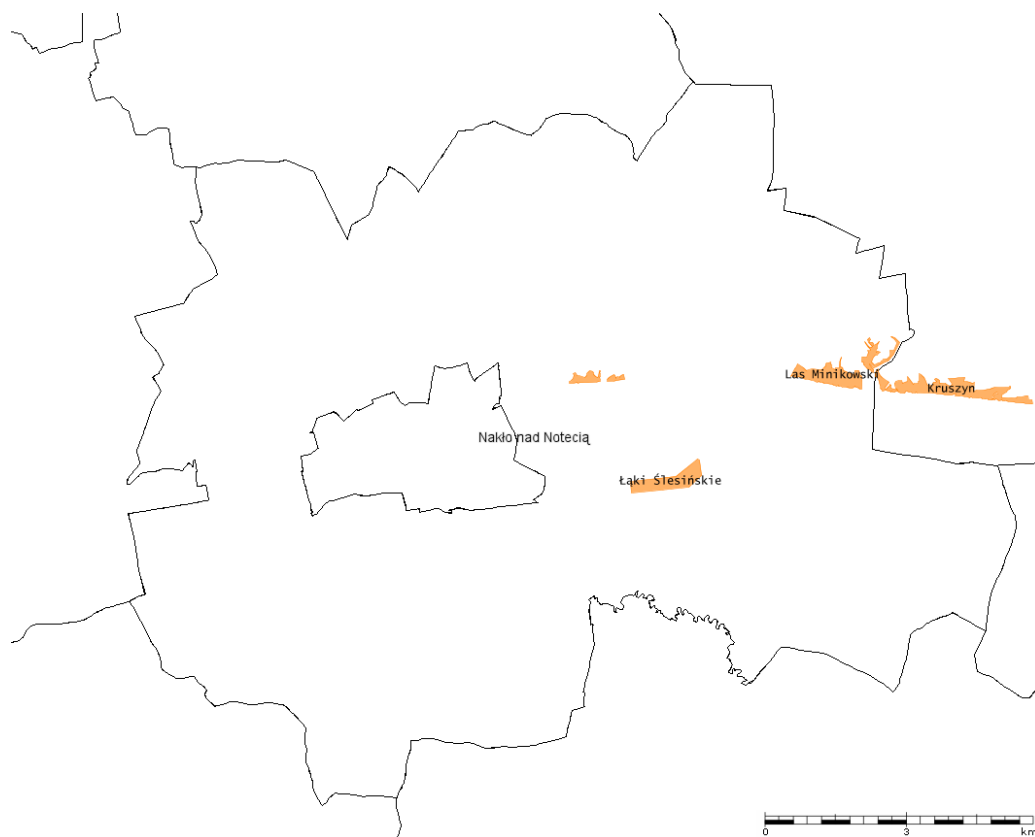 Las Minikowski
Kruszyn
Nakło nad Notecią
Łąki Ślesińskie
0 3 km